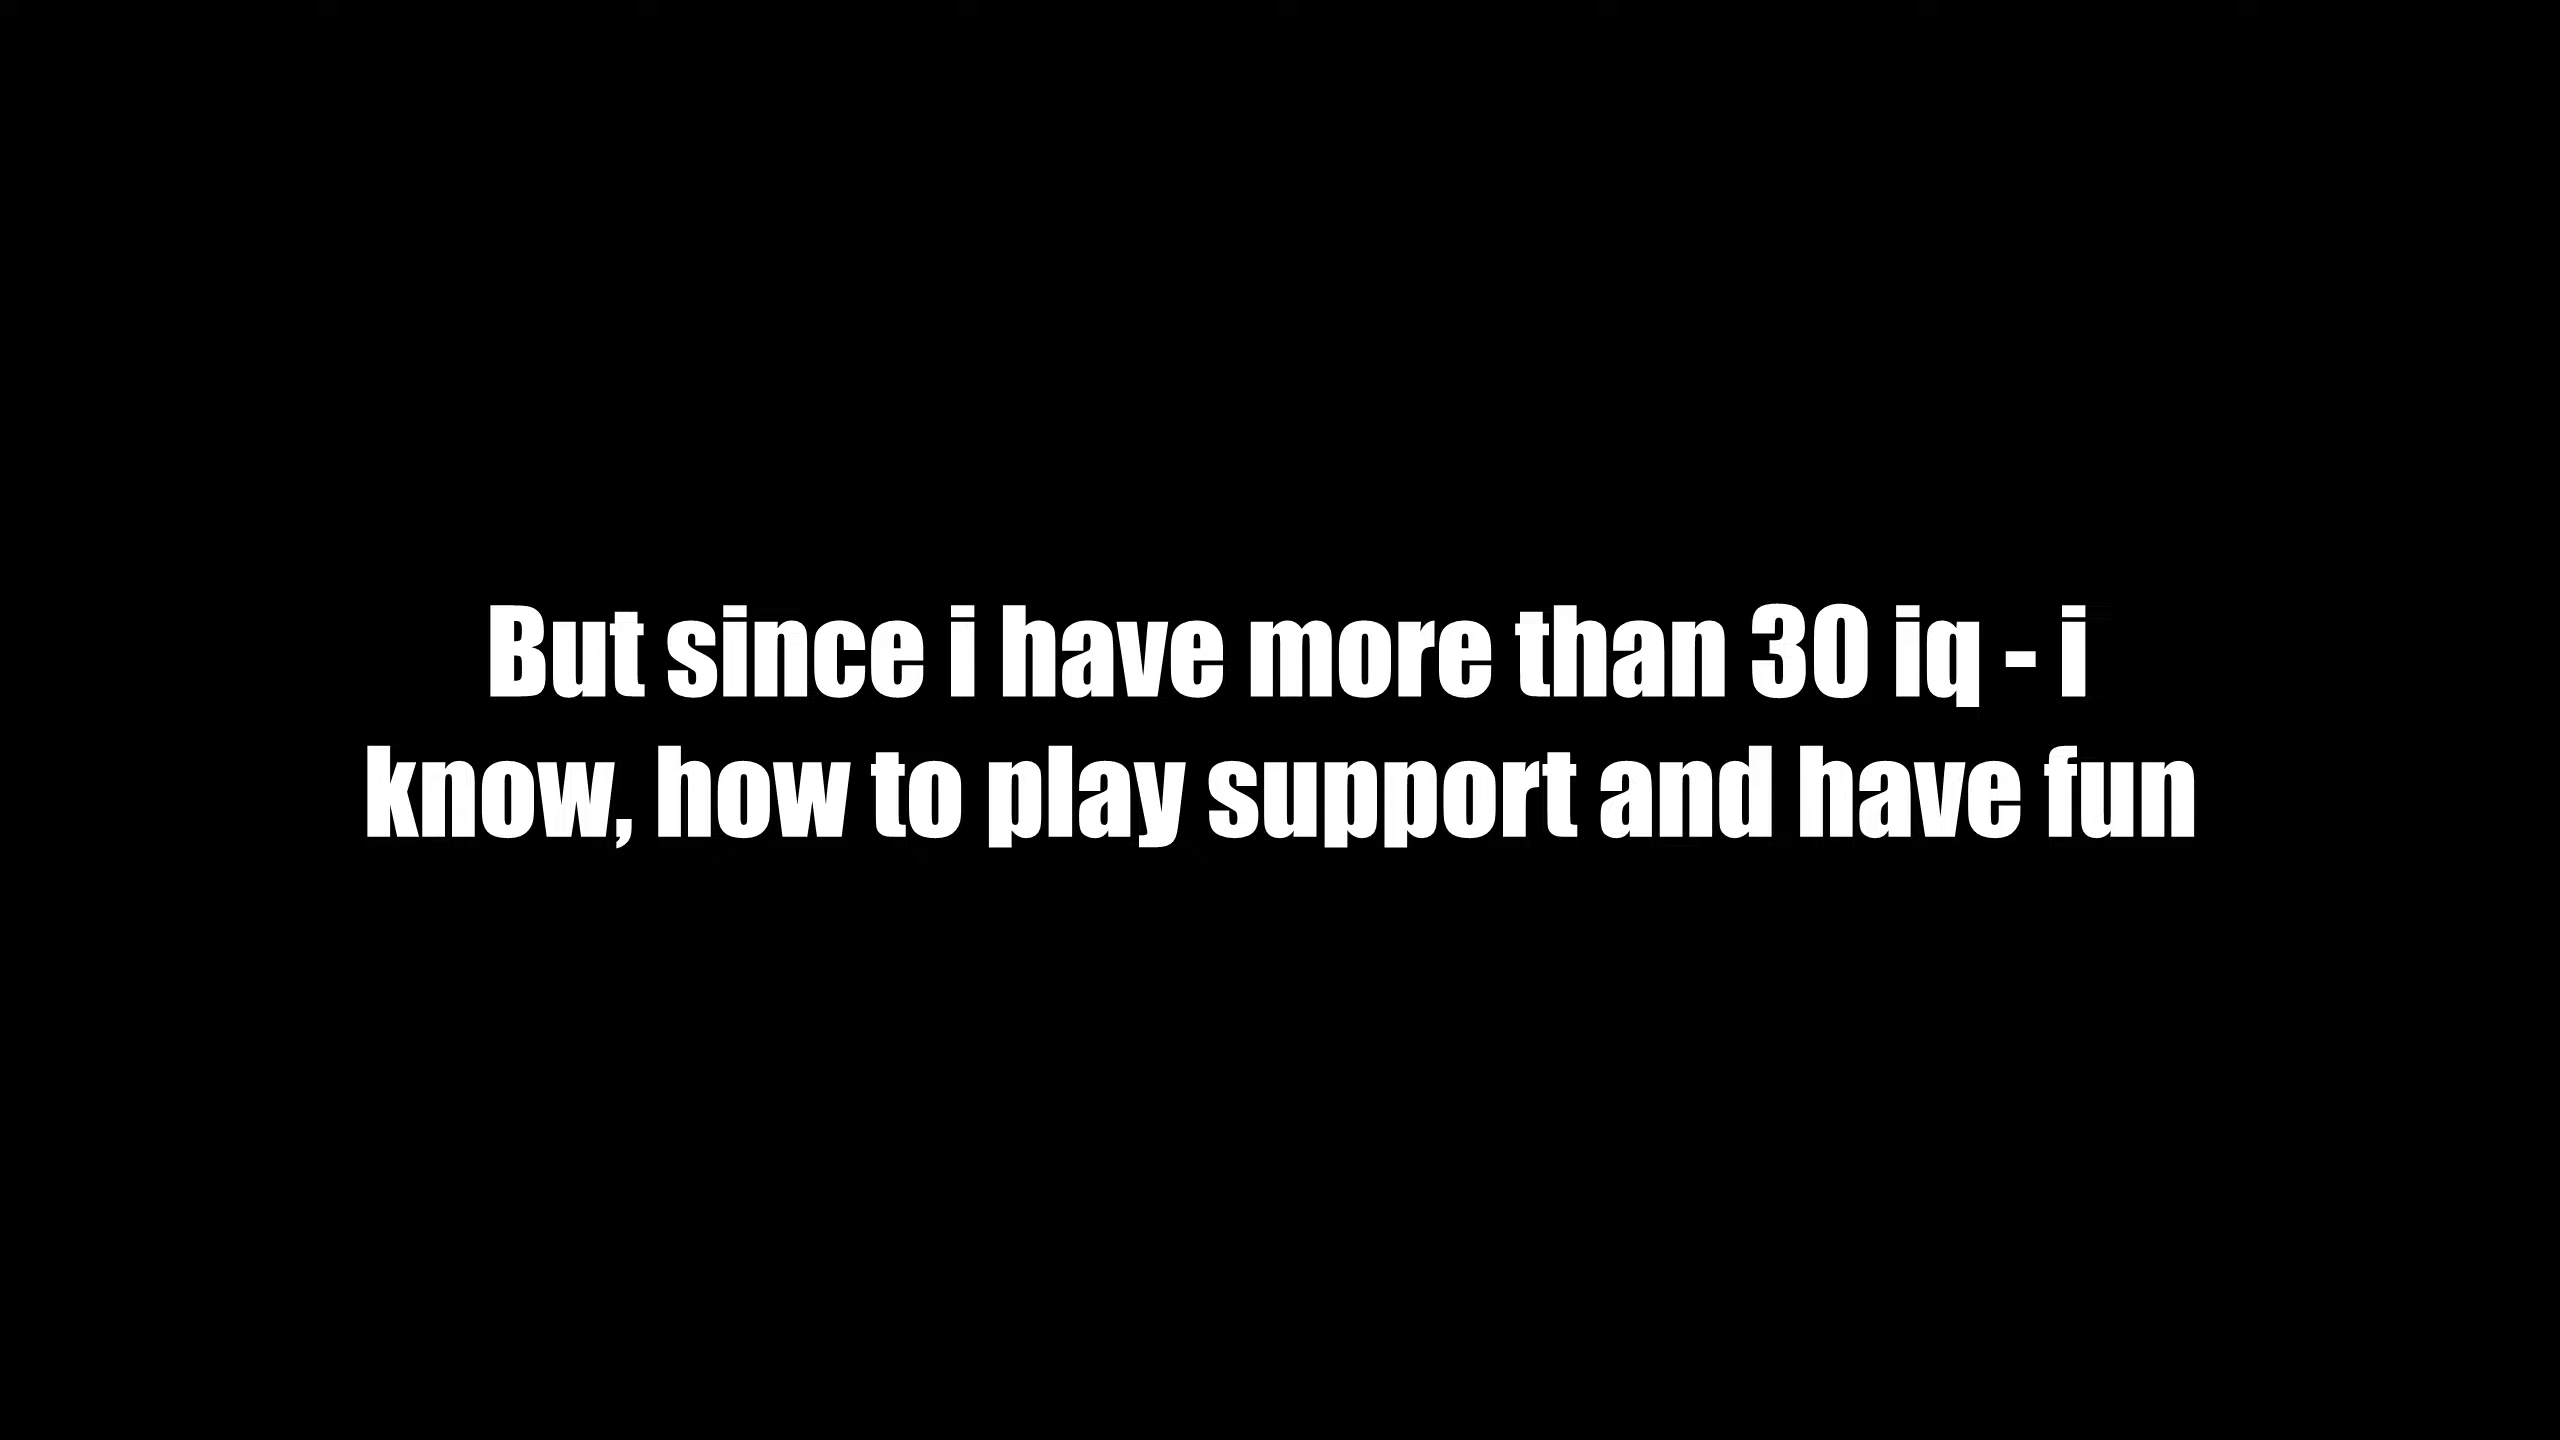 But since i have more than 30 iq - i
know, how to play support and have fun